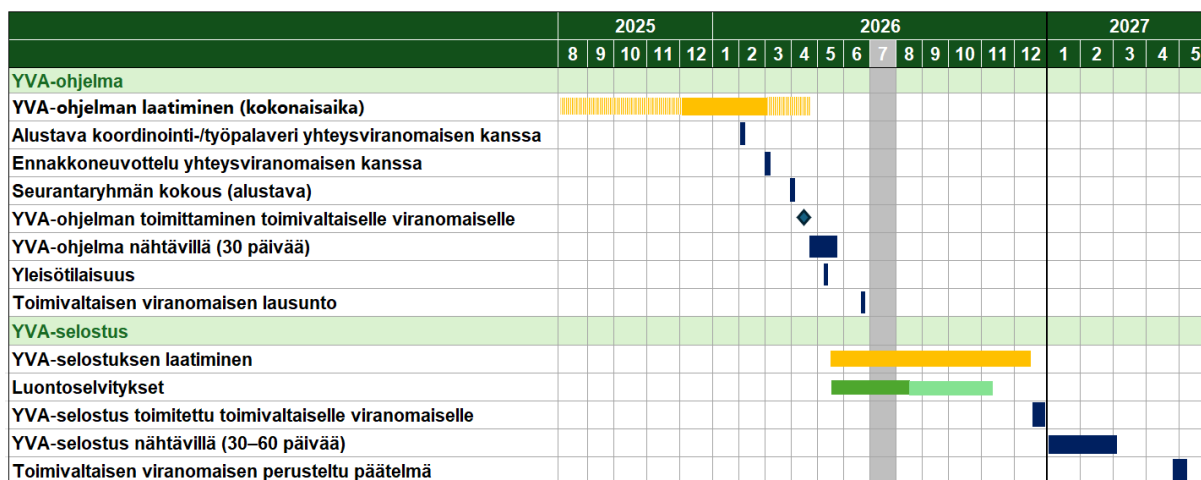 2025 2026 2027
8 9 10 11 12 1 2 3 4 5 6 7 8 9 10 11 12 1 2 3 4 5
YVA-ohjelma
YVA-ohjelman laatiminen (kokonaisaika)
Alustava koordinointi-/työpalaveri yhteysviranomaisen kanssa
Ennakkoneuvottelu yhteysviranomaisen kanssa
Seurantaryhmän kokous (alustava)
YVA-ohjelman toimittaminen toimivaltaiselle viranomaiselle
YVA-ohjelma nähtävillä (30 päivää)
Yleisötilaisuus
Toimivaltaisen viranomaisen lausunto
YVA-selostus
YVA-selostuksen laatiminen
Luontoselvitykset
YVA-selostus toimitettu toimivaltaiselle viranomaiselle
YVA-selostus nähtävillä (30–60 päivää)
Toimivaltaisen viranomaisen perusteltu päätelmä